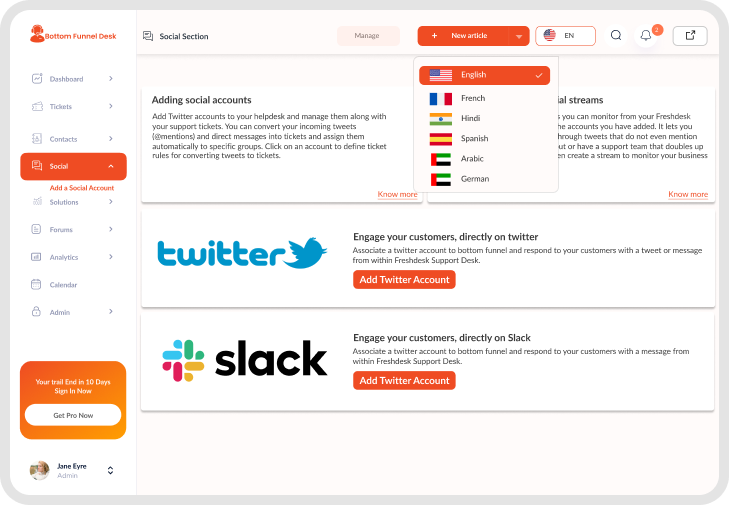 Bottom Funnel Desk
Social Section
Manage
+ New article
EN
2
Dashboard
Tickets
Contacts
Social
Add a Social Account
Solutions
Forums
Analytics
Calendar
Admin
Your trail End in 10 Days
Sign In Now
Get Pro Now
Jane Eyre
Admin
English
French
Hindi
Spanish
Arabic
German
Adding social accounts
Add Twitter accounts to your helpdesk and manage them along with
your support tickets. You can convert your incoming tweets
(@mentions) and direct messages into tickets and assign them
automatically to specific groups. Click on an account to define ticket
rules for converting tweets to tickets.
Know more
ial streams
you can monitor from your Freshdesk
he accounts you have added. It lets you
hrough tweets that do not even mention
out or have a support team that doubles up
en create a stream to monitor your business
Know more
twitter
Engage your customers, directly on twitter
Associate a twitter account to bottom funnel and respond to your customers with a tweet or message
from within Freshdesk Support Desk.
Add Twitter Account
slack
Engage your customers, directly on Slack
Associate a twitter account to bottom funnel and respond to your customers with a message from
within Freshdesk Support Desk.
Add Twitter Account